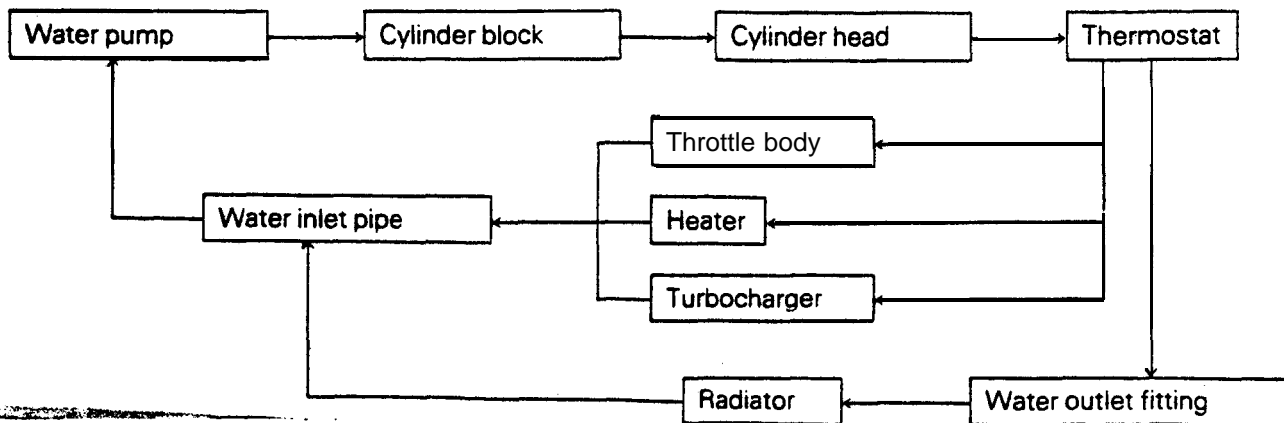 Water pump
Cylinder block
Cylinder head
Thermostat
Throttle body
Water inlet pipe
Heater
Turbocharger
Radiator
Water outlet fitting